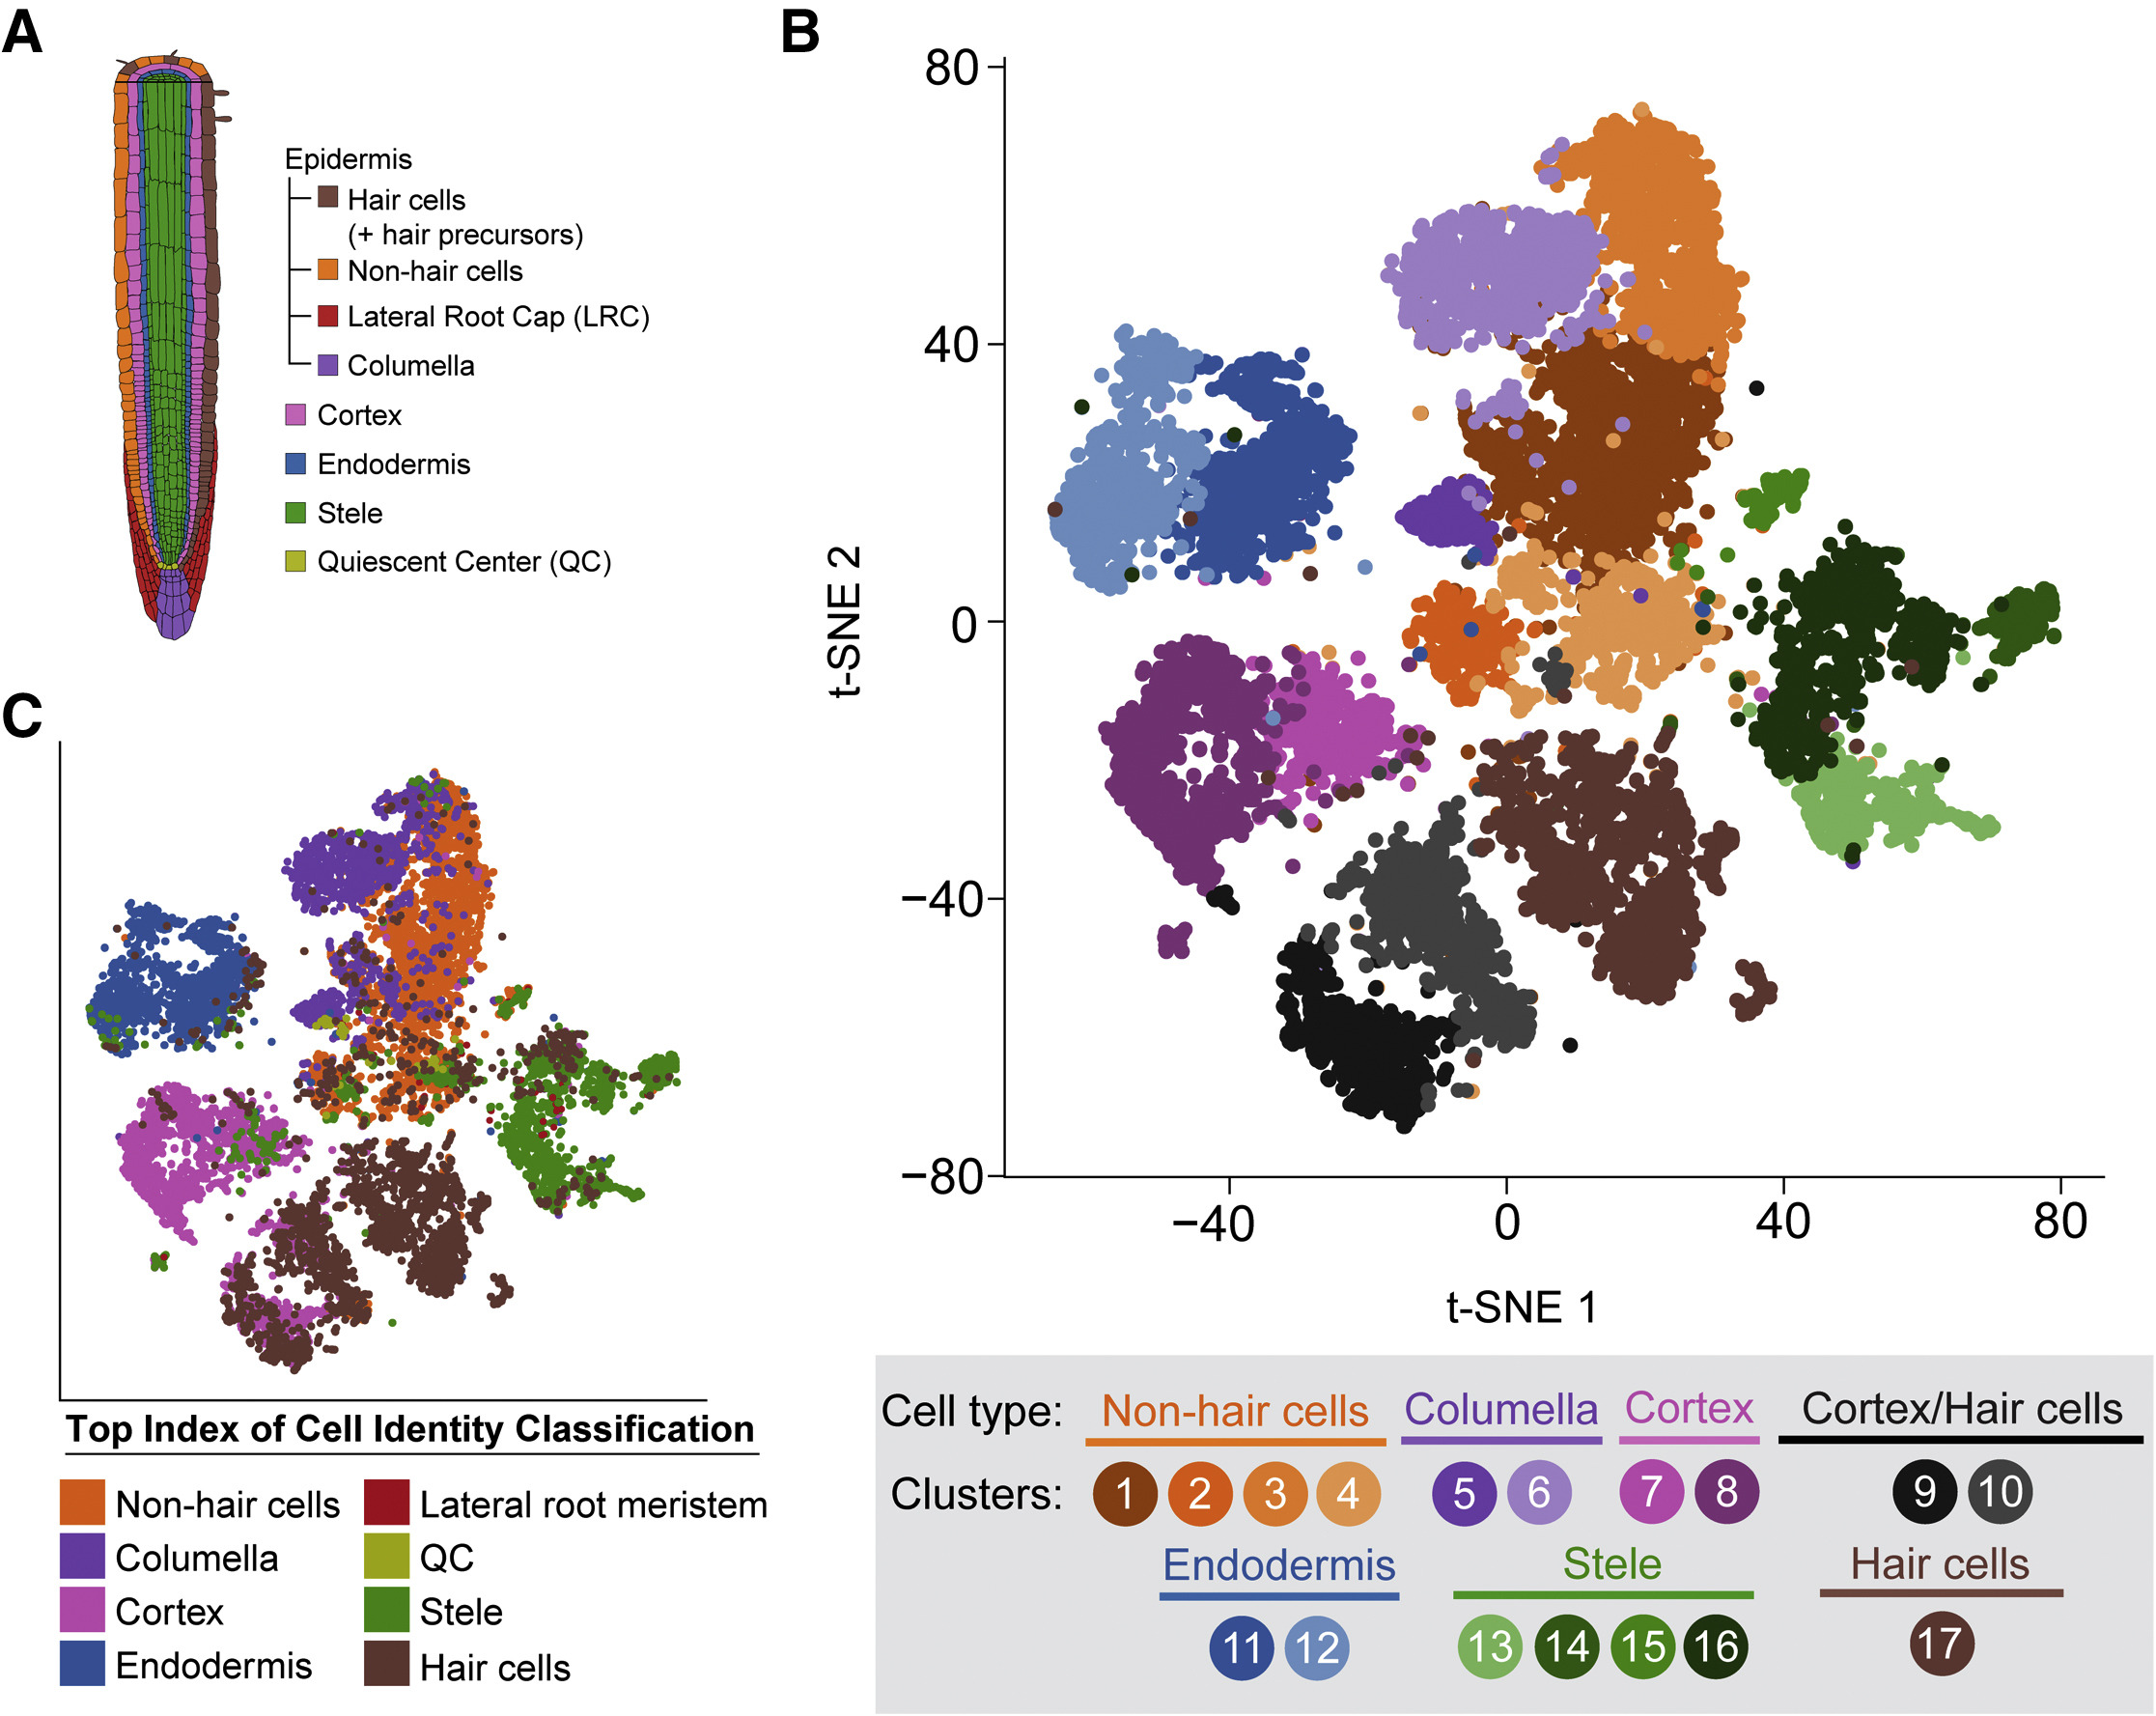 A
Epidermis
Hair cells
(+ hair precursors)
Non-hair cells
Lateral Root Cap (LRC)
Columella
Cortex
Endodermis
Stele
Quiescent Center (QC)
B
80
40
0
−40
−80
t-SNE 2
−40
0
40
80
t-SNE 1
Cell type:
Non-hair cells
Columella
Cortex
Cortex/Hair cells
Clusters:
1 2 3 4
5 6
7 8
9 10
Endodermis
Stele
Hair cells
11 12
13 14 15 16
17
C
Top Index of Cell Identity Classification
Non-hair cells
Columella
Cortex
Endodermis
Lateral root meristem
QC
Stele
Hair cells